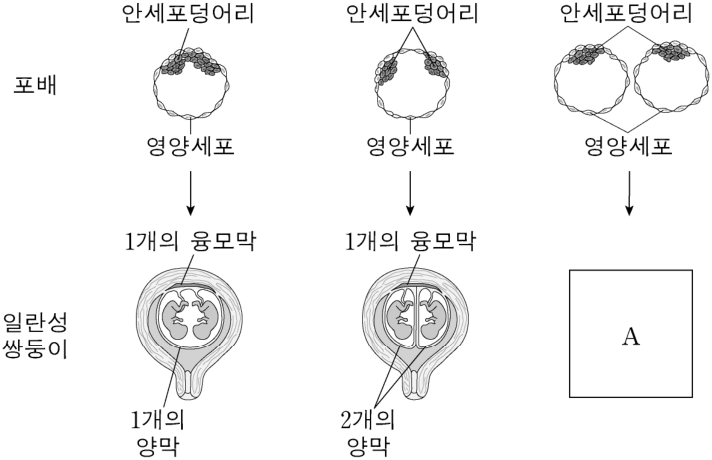 안세포덩어리
안세포덩어리
안세포덩어리
포배
영양세포
영양세포
영양세포
1개의 융모막
1개의 융모막
일란성
쌍둥이
A
1개의
양막
2개의
양막